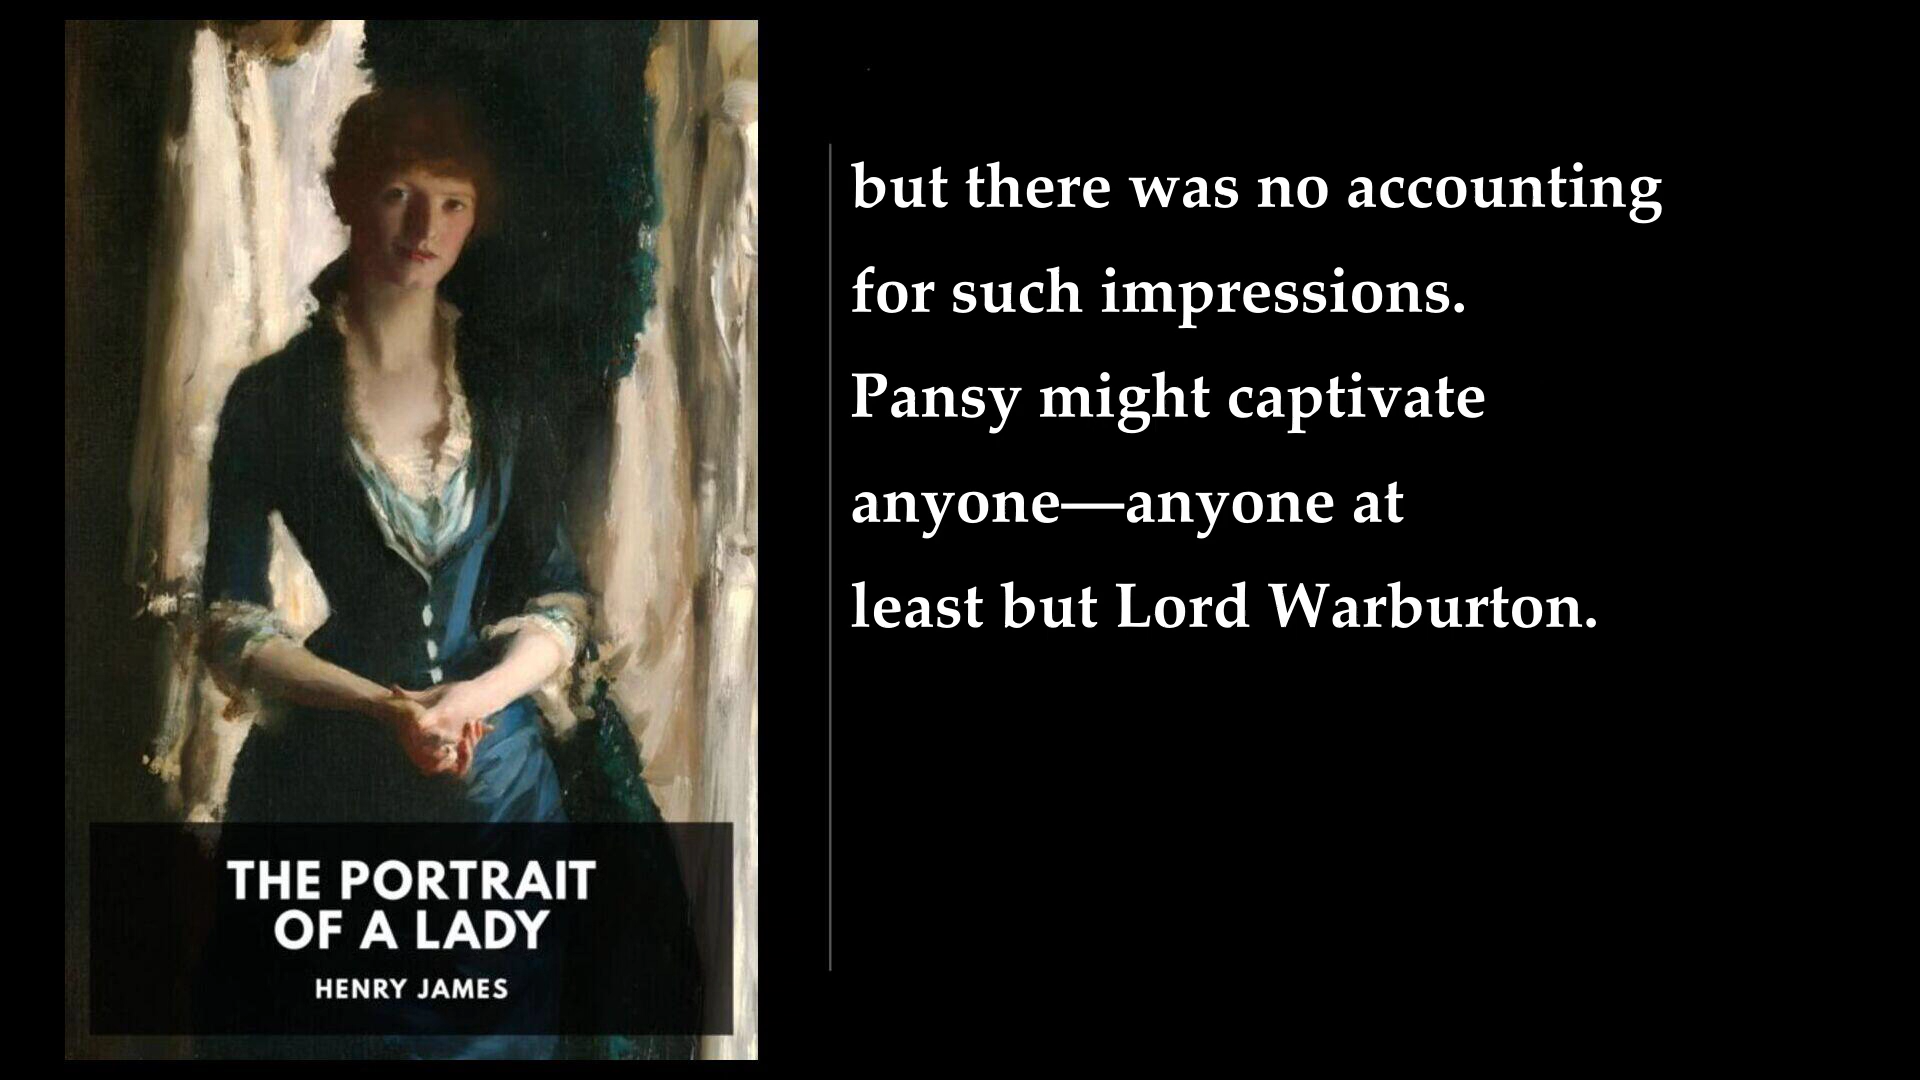 but there was no accounting
for such impressions.
Pansy might captivate
anyone—anyone at
least but Lord Warburton.
THE PORTRAIT
OF A LADY
HENRY JAMES